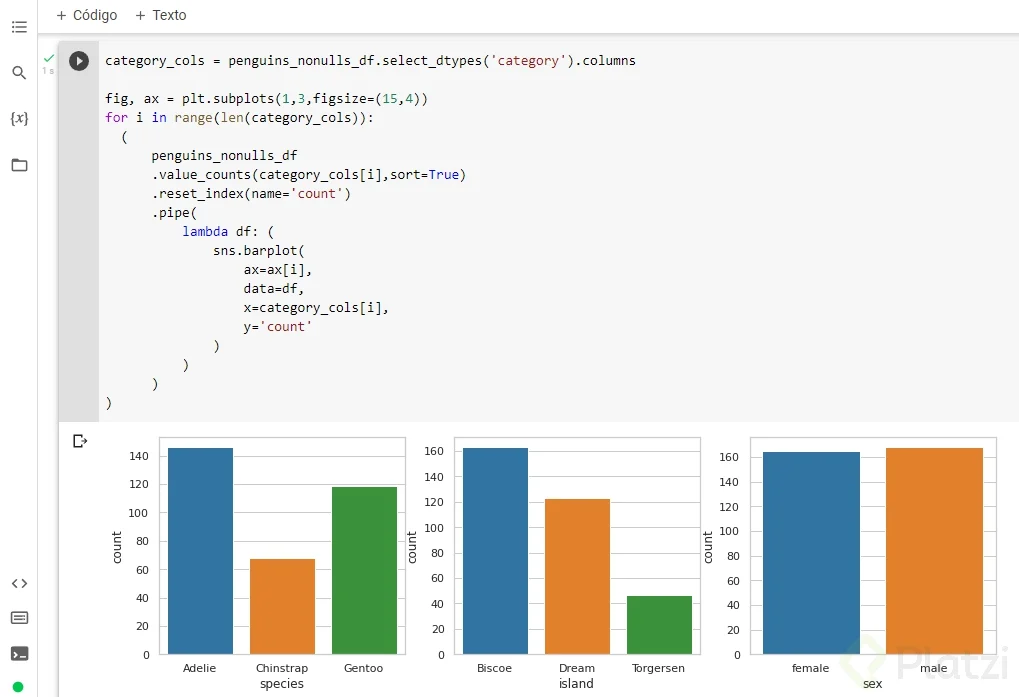 + Código + Texto
{x}
1 s
category_cols = penguins_nonulls_df.select_dtypes('category').columns
fig, ax = plt.subplots(1,3,figsize=(15,4))
for i in range(len(category_cols)):
  (
      penguins_nonulls_df
      .value_counts(category_cols[i],sort=True)
      .reset_index(name='count')
      .pipe(
          lambda df: (
              sns.barplot(
                  ax=ax[i],
                  data=df,
                  x=category_cols[i],
                  y='count'
              )
          )
      )
)
count
140
120
100
80
60
40
20
0
Adelie Chinstrap Gentoo
species
count
160
140
120
100
80
60
40
20
0
Biscoe Dream Torgersen
island
count
160
140
120
100
80
60
40
20
0
female male
sex
Platzi